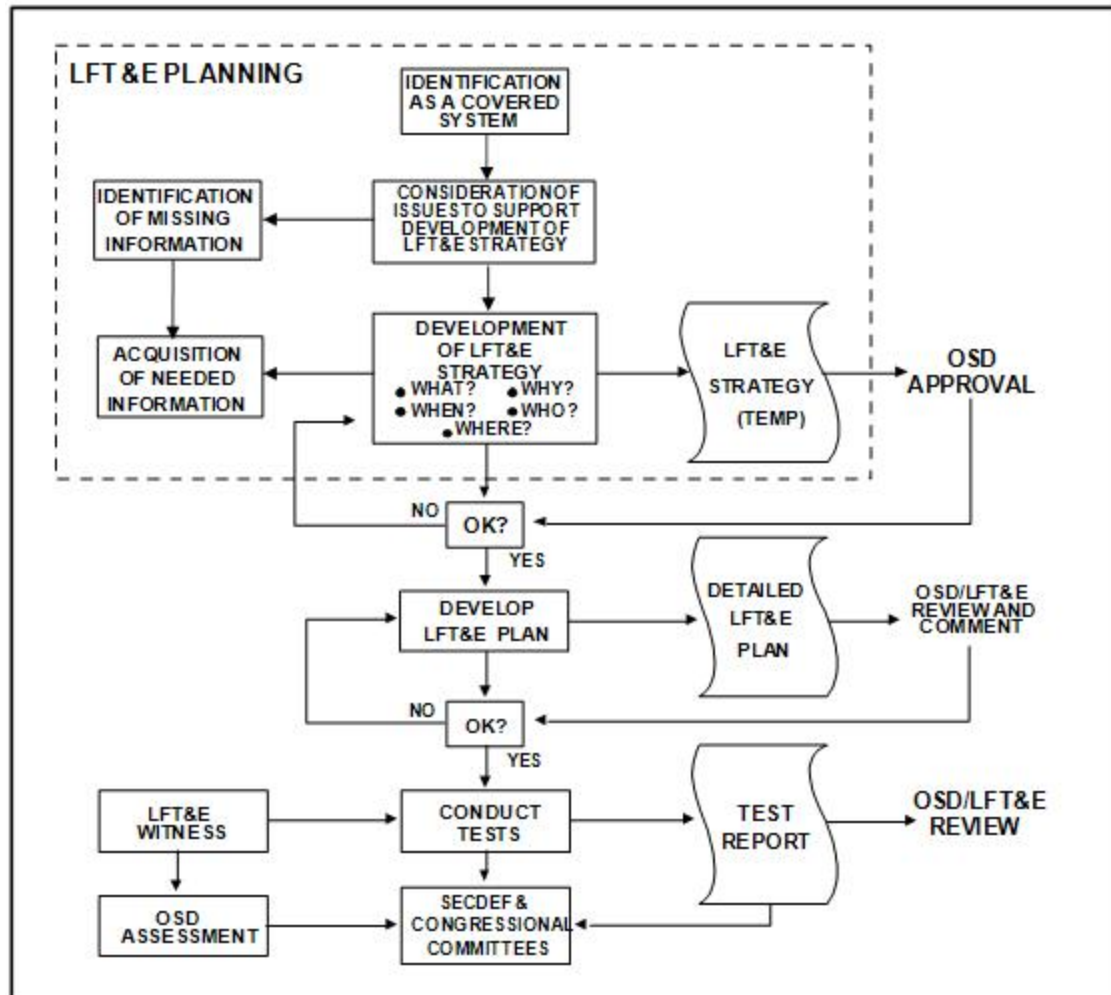 LFT&E PLANNING
IDENTIFICATION
AS A COVERED
SYSTEM
IDENTIFICATION
OF MISSING
INFORMATION
CONSIDERATION OF
ISSUES TO SUPPORT
DEVELOPMENT OF
LFT&E STRATEGY
ACQUISITION
OF NEEDED
INFORMATION
DEVELOPMENT
OF LFT&E
STRATEGY
● WHAT? ● WHY?
● WHEN? ● WHO?
● WHERE?
LFT&E
STRATEGY
(TEMP)
OSD
APPROVAL
NO
OK?
YES
DEVELOP
LFT&E PLAN
DETAILED
LFT&E
PLAN
OSD/LFT&E
REVIEW AND
COMMENT
NO
OK?
YES
LFT&E
WITNESS
CONDUCT
TESTS
TEST
REPORT
OSD/LFT&E
REVIEW
OSD
ASSESSMENT
SECDEF &
CONGRESSIONAL
COMMITTEES